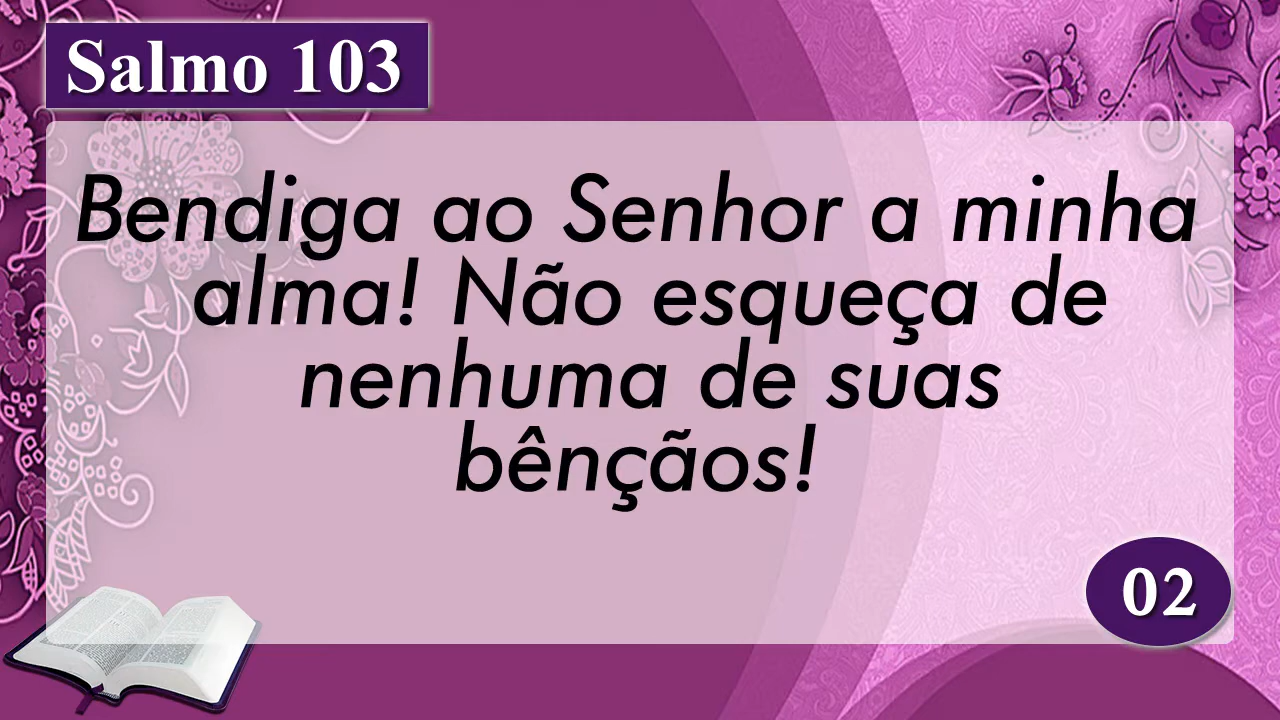 Salmo 103
Bendiga ao Senhor a minha
alma! Não esqueça de
nenhuma de suas
bênçãos!
02